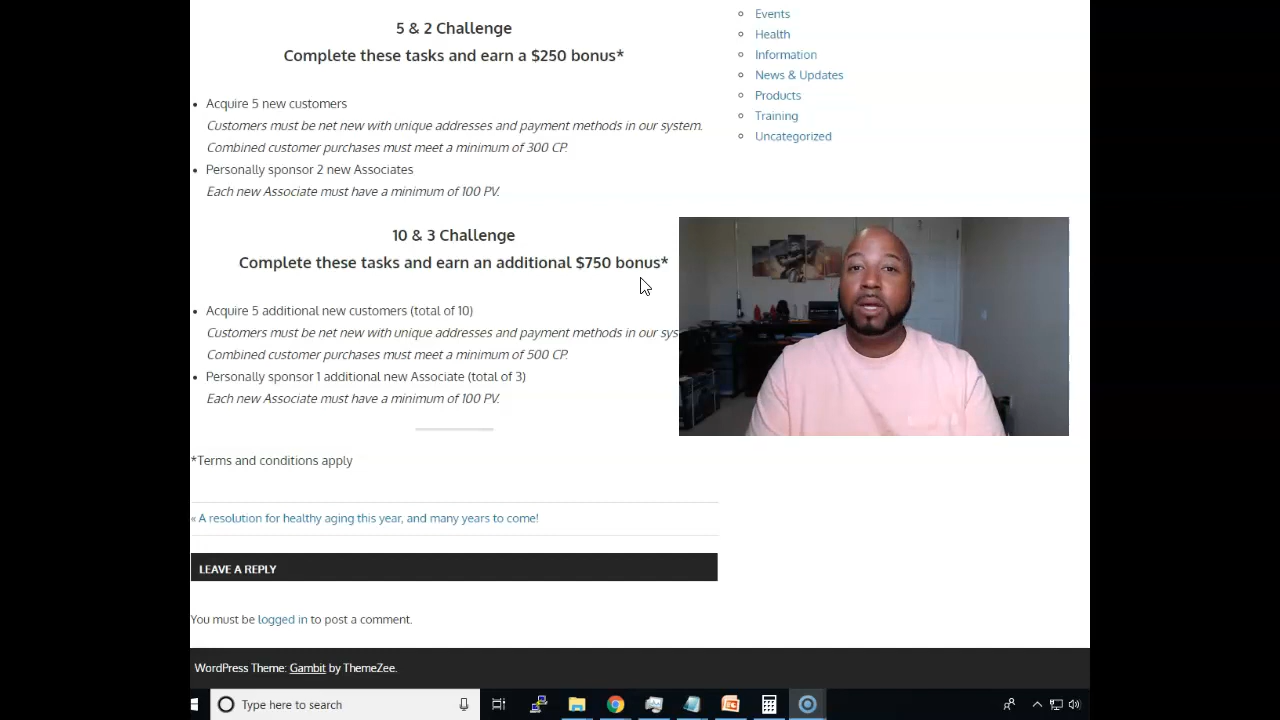 5 & 2 Challenge
Complete these tasks and earn a $250 bonus*
Acquire 5 new customers
Customers must be net new with unique addresses and payment methods in our system.
Combined customer purchases must meet a minimum of 300 CP.
Personally sponsor 2 new Associates
Each new Associate must have a minimum of 100 PV.
10 & 3 Challenge
Complete these tasks and earn an additional $750 bonus*
Acquire 5 additional new customers (total of 10)
Customers must be net new with unique addresses and payment methods in our sys
Combined customer purchases must meet a minimum of 500 CP.
Personally sponsor 1 additional new Associate (total of 3)
Each new Associate must have a minimum of 100 PV.
*Terms and conditions apply
« A resolution for healthy aging this year, and many years to come!
LEAVE A REPLY
You must be logged in to post a comment.
Events
Health
Information
News & Updates
Products
Training
Uncategorized
WordPress Theme: Gambit by ThemeZee.
Type here to search